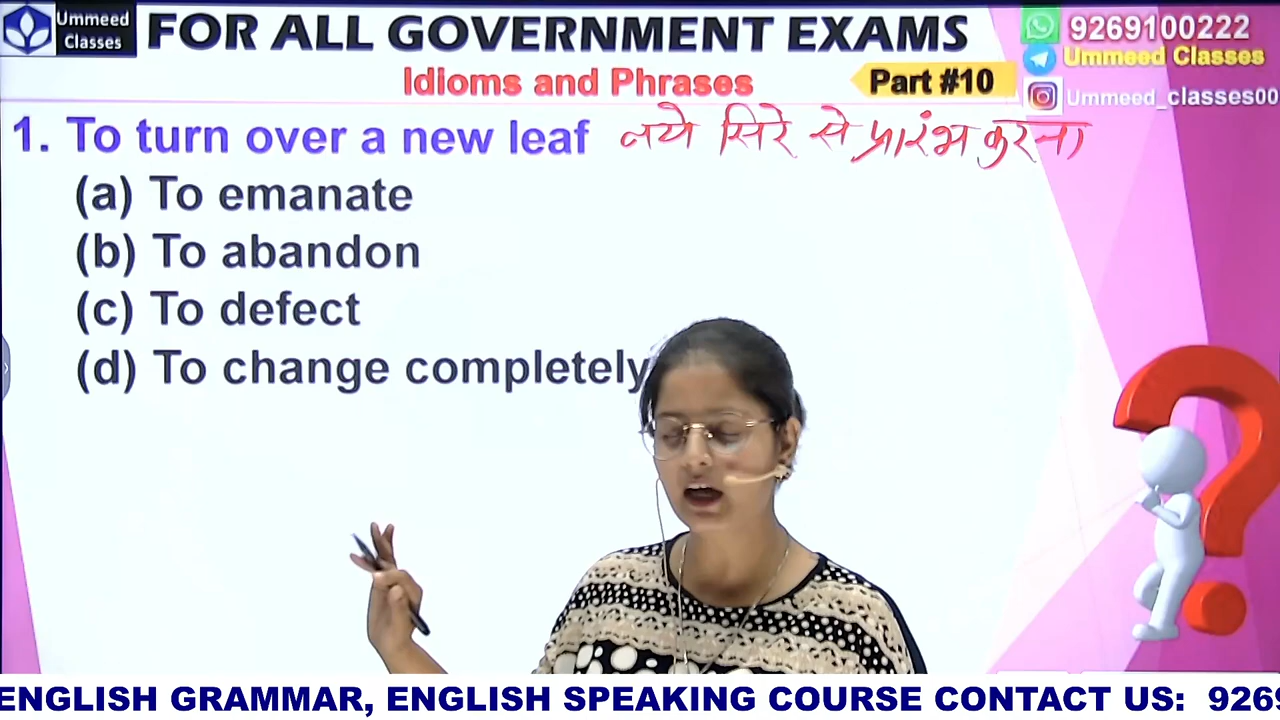 Ummeed
Classes
FOR ALL GOVERNMENT EXAMS
9269100222
Ummeed Classes
Idioms and Phrases
Part #10
Ummeed_classes00
1. To turn over a new leaf नये सिरे से प्रारंभ करना
(a) To emanate
(b) To abandon
(c) To defect
(d) To change completely
ENGLISH GRAMMAR, ENGLISH SPEAKING COURSE CONTACT US: 9269